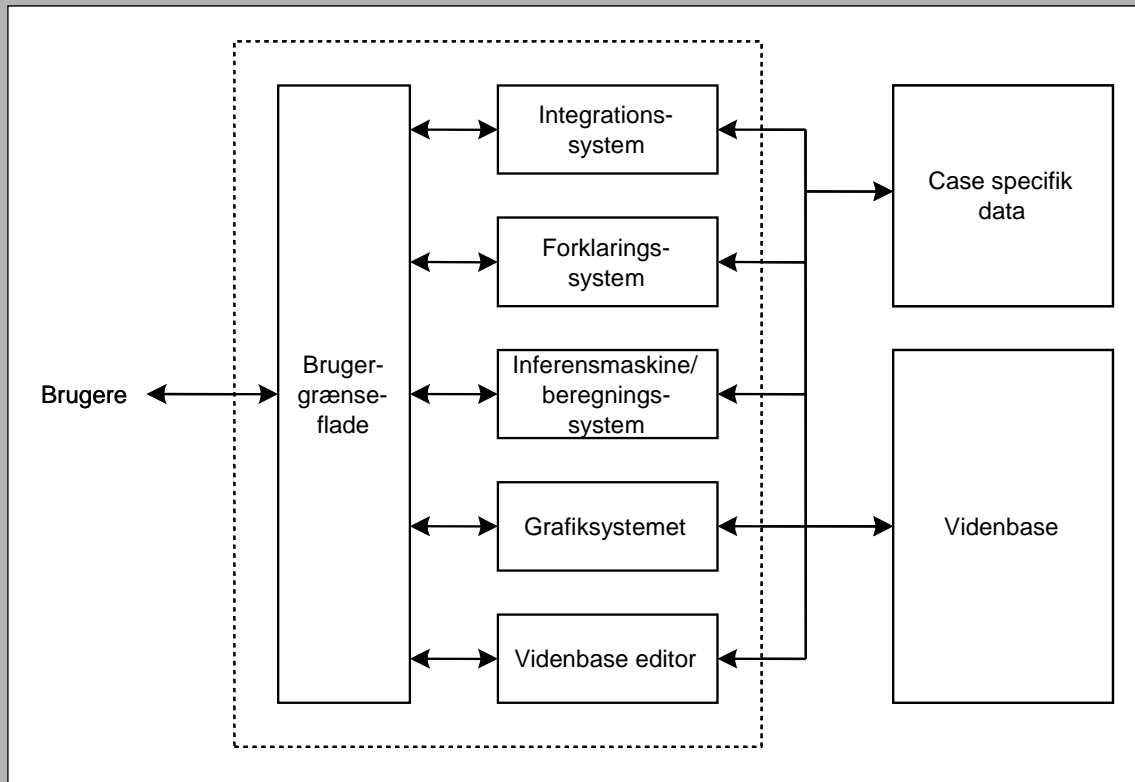 Brugere
Bruger-
grænse-
flade
Integrations-
system
Forklarings-
system
Inferensmaskine/
beregnings-
system
Grafiksystemet
Videnbase editor
Case specifik
data
Videnbase